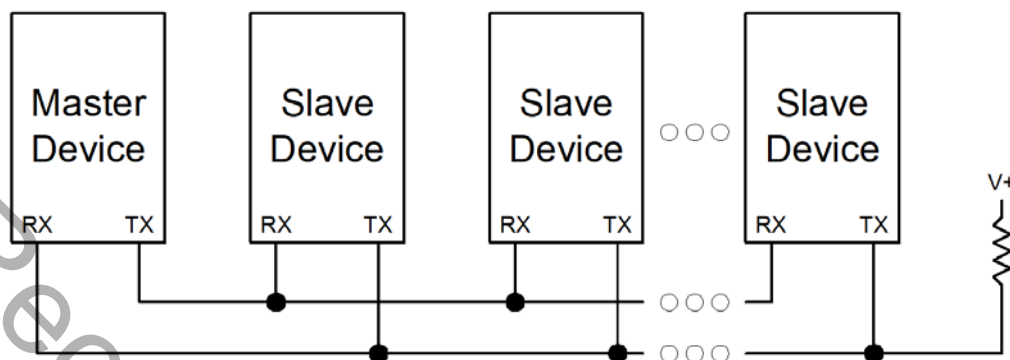 Master
Device
Slave
Device
Slave
Device
Slave
Device
RX TX
RX TX
RX TX
RX TX
V+